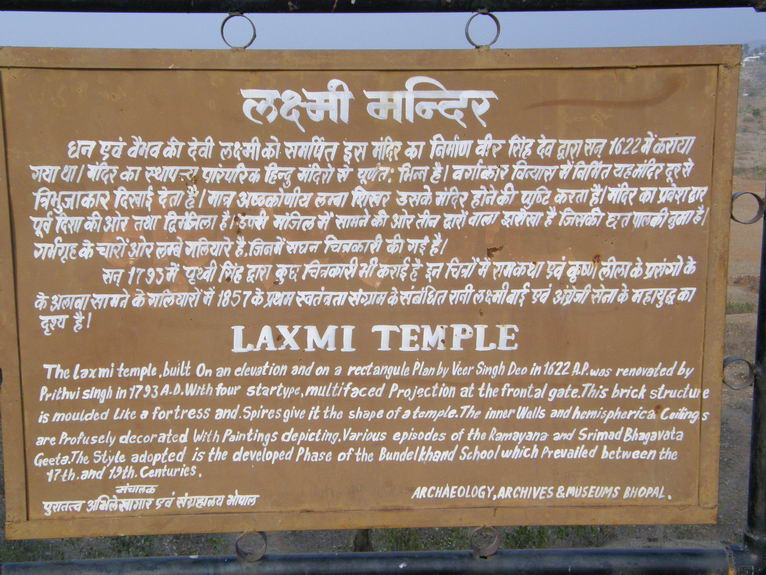 लक्ष्मी मन्दिर
धन एवं वैभव की देवी लक्ष्मी को समर्पित इस मंदिर का निर्माण वीर सिंह देव द्वारा सन् 1622 में कराया
गया था। मंदिर का स्थापत्य पारंपरिक हिन्दु मंदिरो से पूर्णतः भिन्न है। वर्गाकार विन्यास में निर्मित यह मंदिर दूर से
त्रिभुजाकार दिखाई देता है। मात्र अष्टकोणीय लम्बा शिखर उसके मंदिर होने की पुष्टि करता है। मंदिर का प्रवेश द्वार
पूर्व दिशा की ओर तथा द्विमंजिला है। ऊपरी मंजिल में सामने की ओर तीन द्वारों वाला झरोखा है जिसकी छत पालकी नुमा है।
गर्भगृह के चारों ओर लम्बे गलियारे है, जिनमें सघन चित्रकारी की गई है।
सन् 1793 में पृथ्वी सिंह द्वारा कुछ चित्रकारी भी कराई है इन चित्रों में रामकथा एवं कृष्ण लीला के प्रसंगो के
के अलावा सामने के गलियारों में 1857 के प्रथम स्वतंत्रता संग्राम के संबंधित रानी लक्ष्मीबाई एवं अंग्रेजी सेना के महायुद्ध का
दृश्य है।
LAXMI TEMPLE
The laxmi temple, built On an elevation and on a rectangule Plan by Veer Singh Deo in 1622 A.P. was renovated by
Prithvi singh in 1793 A.D. With four startype, multifaced Projection at the frontal gate. This brick structure
is moulded Like a fortress and. Spires give it the shape of a temple. The inner Walls and hemispherical Ceilings
are Profusely decorated With Paintings depicting. Various episodes of the Ramayana and Srimad Bhagavata
Geeta. The Style adopted is the developed Phase of the Bundelkhand School which Prevailed between the
17th. and 19th. Centuries.
संचालक
पुरातत्व अभिलेखागार एवं संग्रहालय भोपाल
ARCHAEOLOGY, ARCHIVES & MUSEUMS BHOPAL.